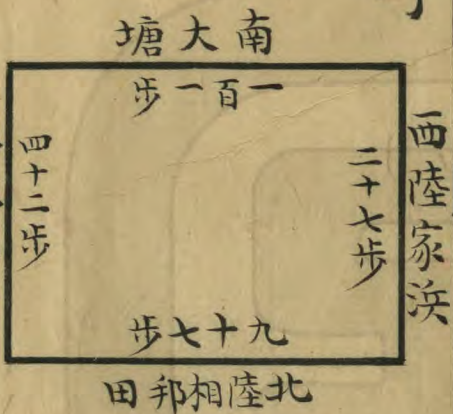 南大塘
一百一步
西陸家浜
二十七步
四十二步
九十七步
北陸相邦田